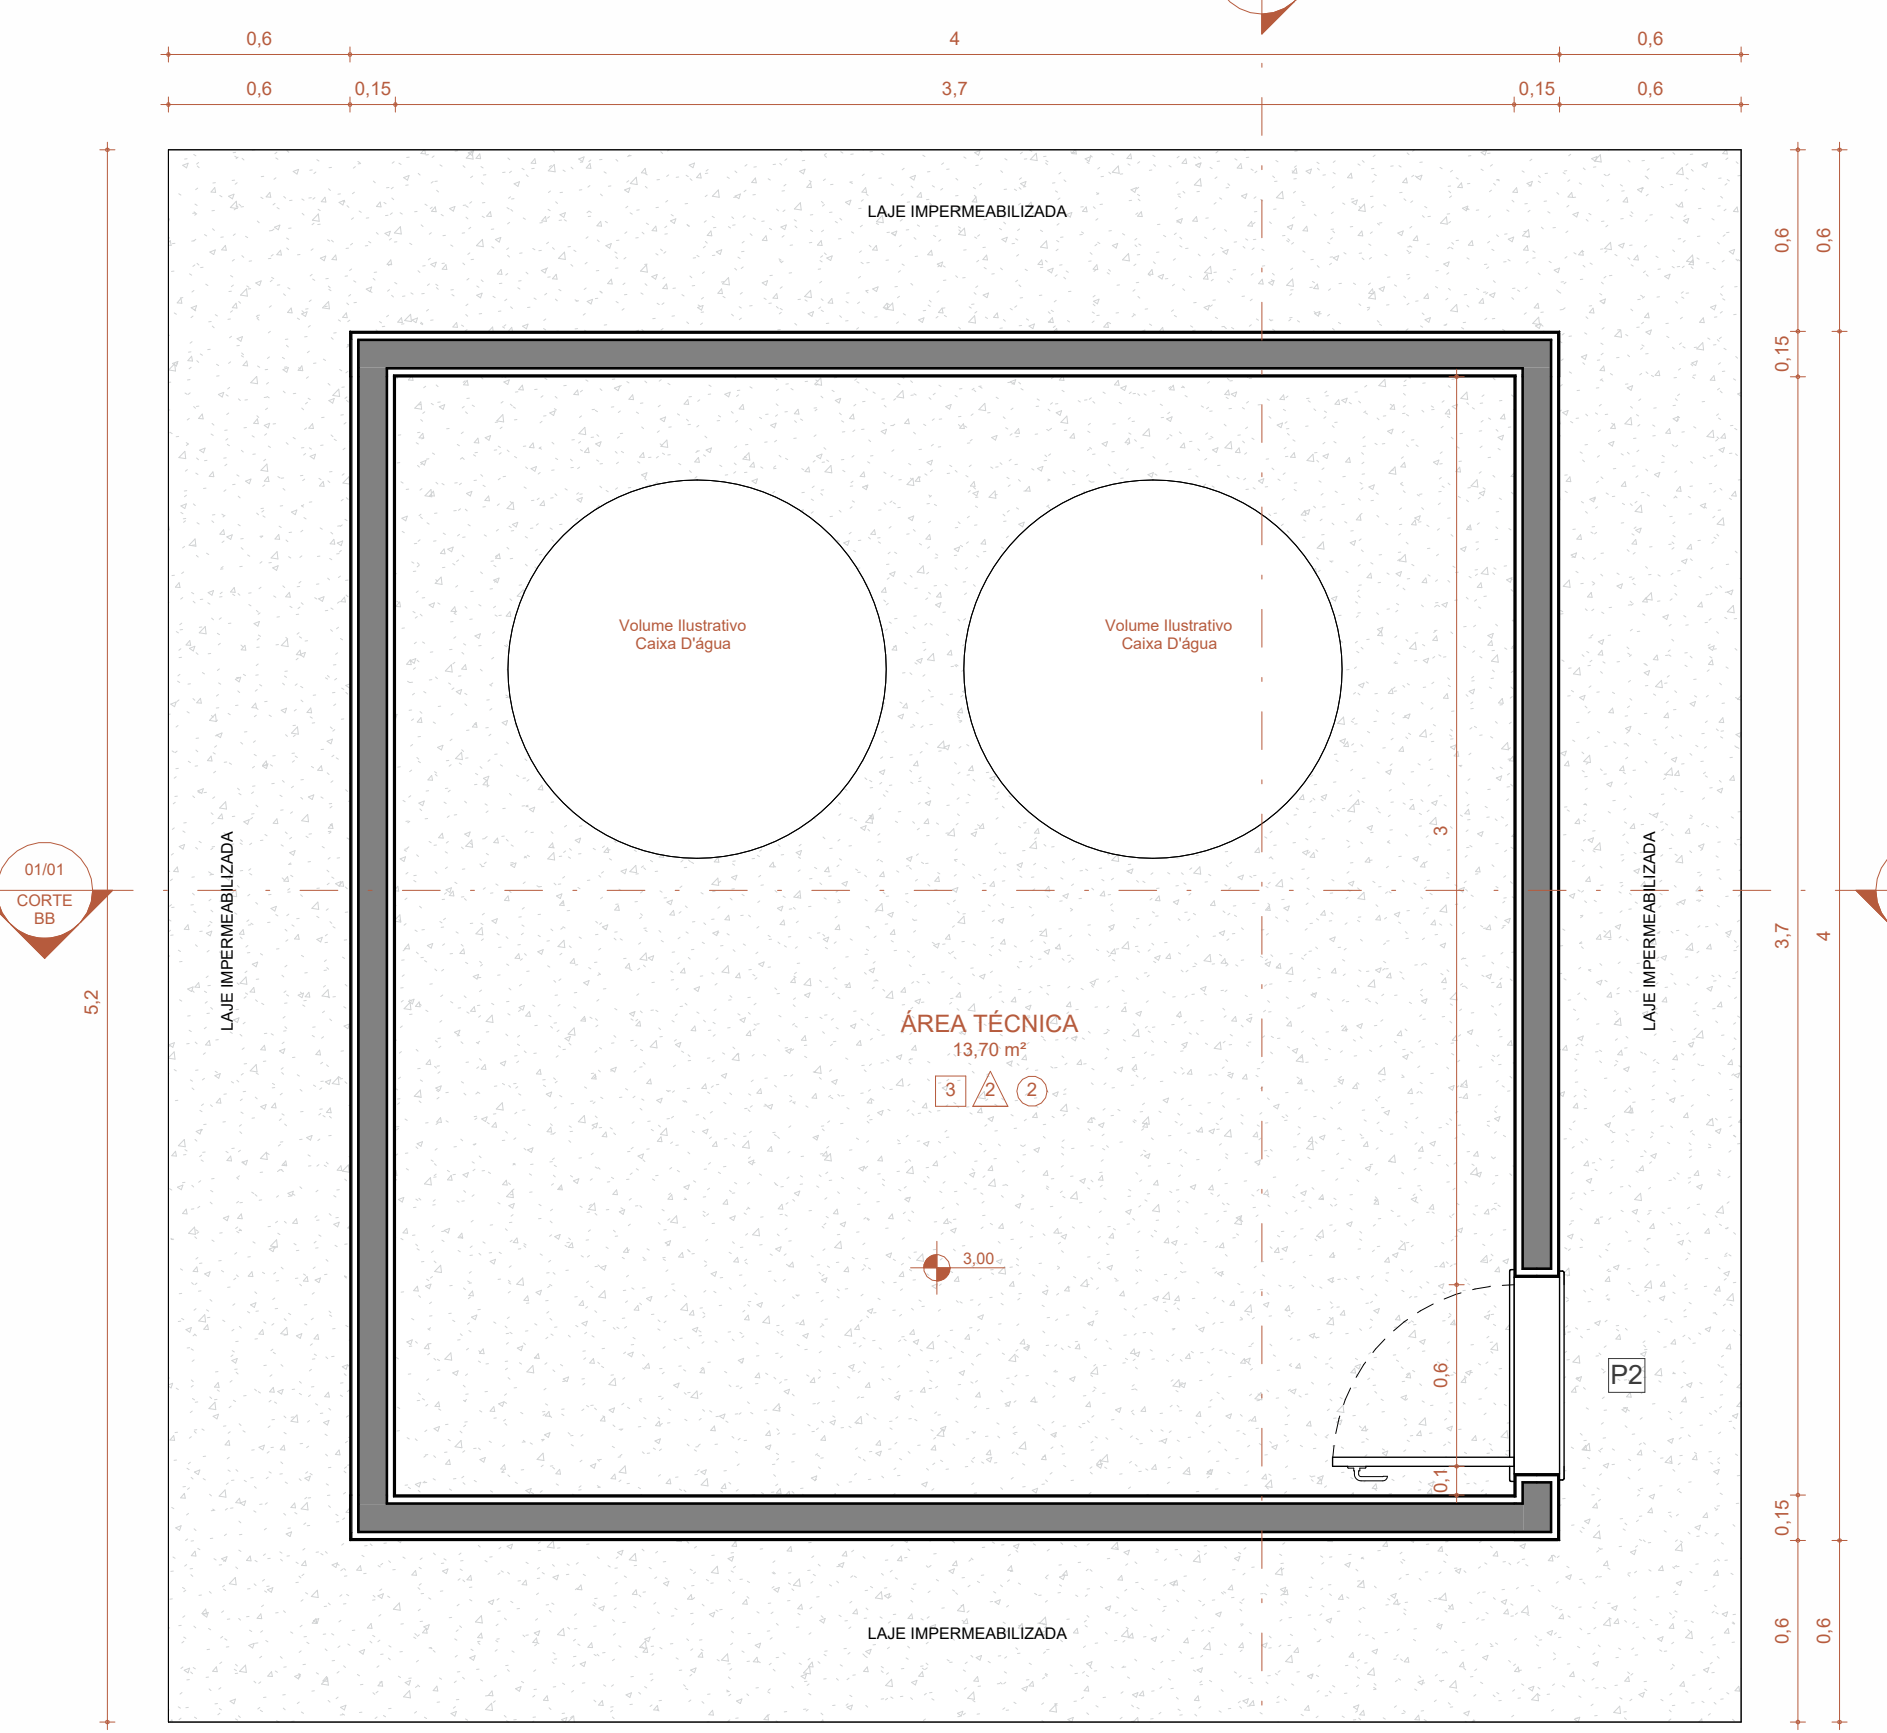 0,6
4
0,6
0,6
0,15
3,7
0,15
0,6
LAJE IMPERMEABILIZADA
0,6
0,6
0,15
Volume Ilustrativo
Caixa D'água
Volume Ilustrativo
Caixa D'água
3
01/01
CORTE
BB
LAJE IMPERMEABILIZADA
LAJE IMPERMEABILIZADA
3,7
4
5,2
ÁREA TÉCNICA
13,70 m²
3
2
2
3,00
0,6
P2
0,1
0,15
LAJE IMPERMEABILIZADA
0,6
0,6